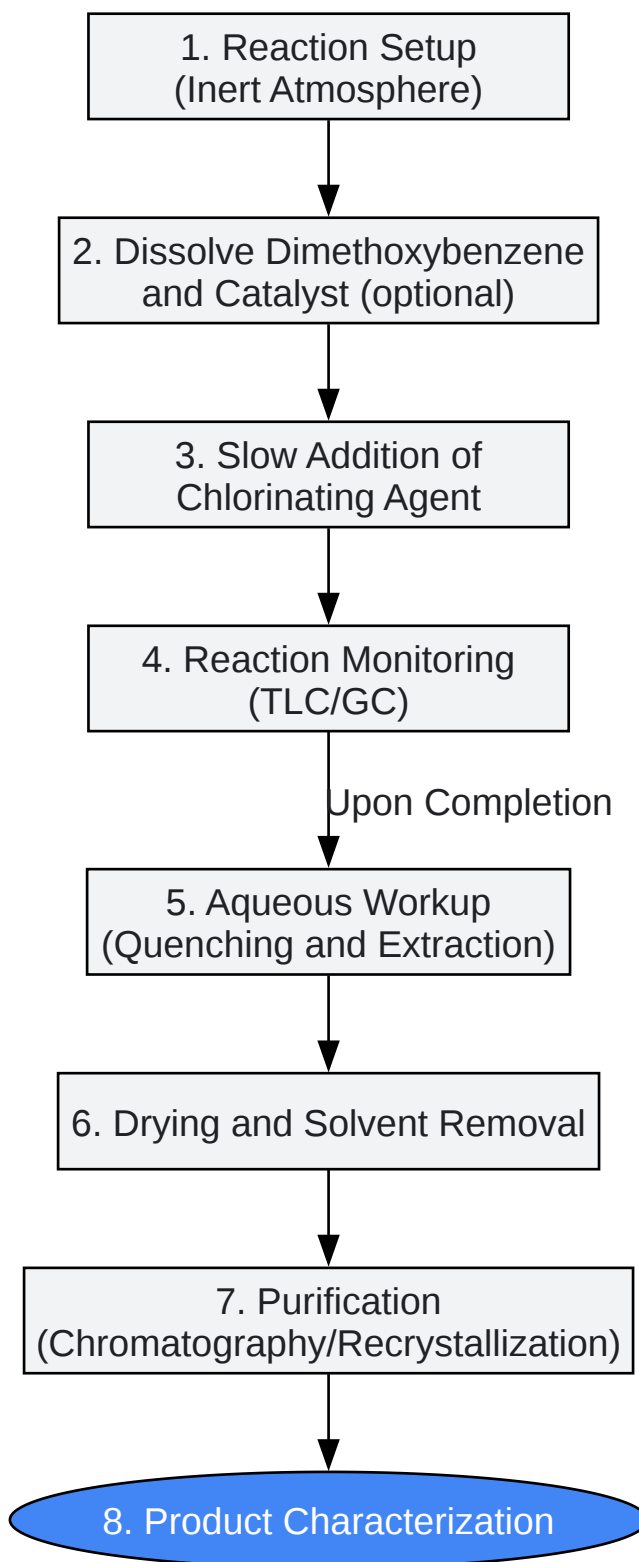 1. Reaction Setup
(Inert Atmosphere)
2. Dissolve Dimethoxybenzene
and Catalyst (optional)
3. Slow Addition of
Chlorinating Agent
4. Reaction Monitoring
(TLC/GC)
Upon Completion
5. Aqueous Workup
(Quenching and Extraction)
6. Drying and Solvent Removal
7. Purification
(Chromatography/Recrystallization)
8. Product Characterization